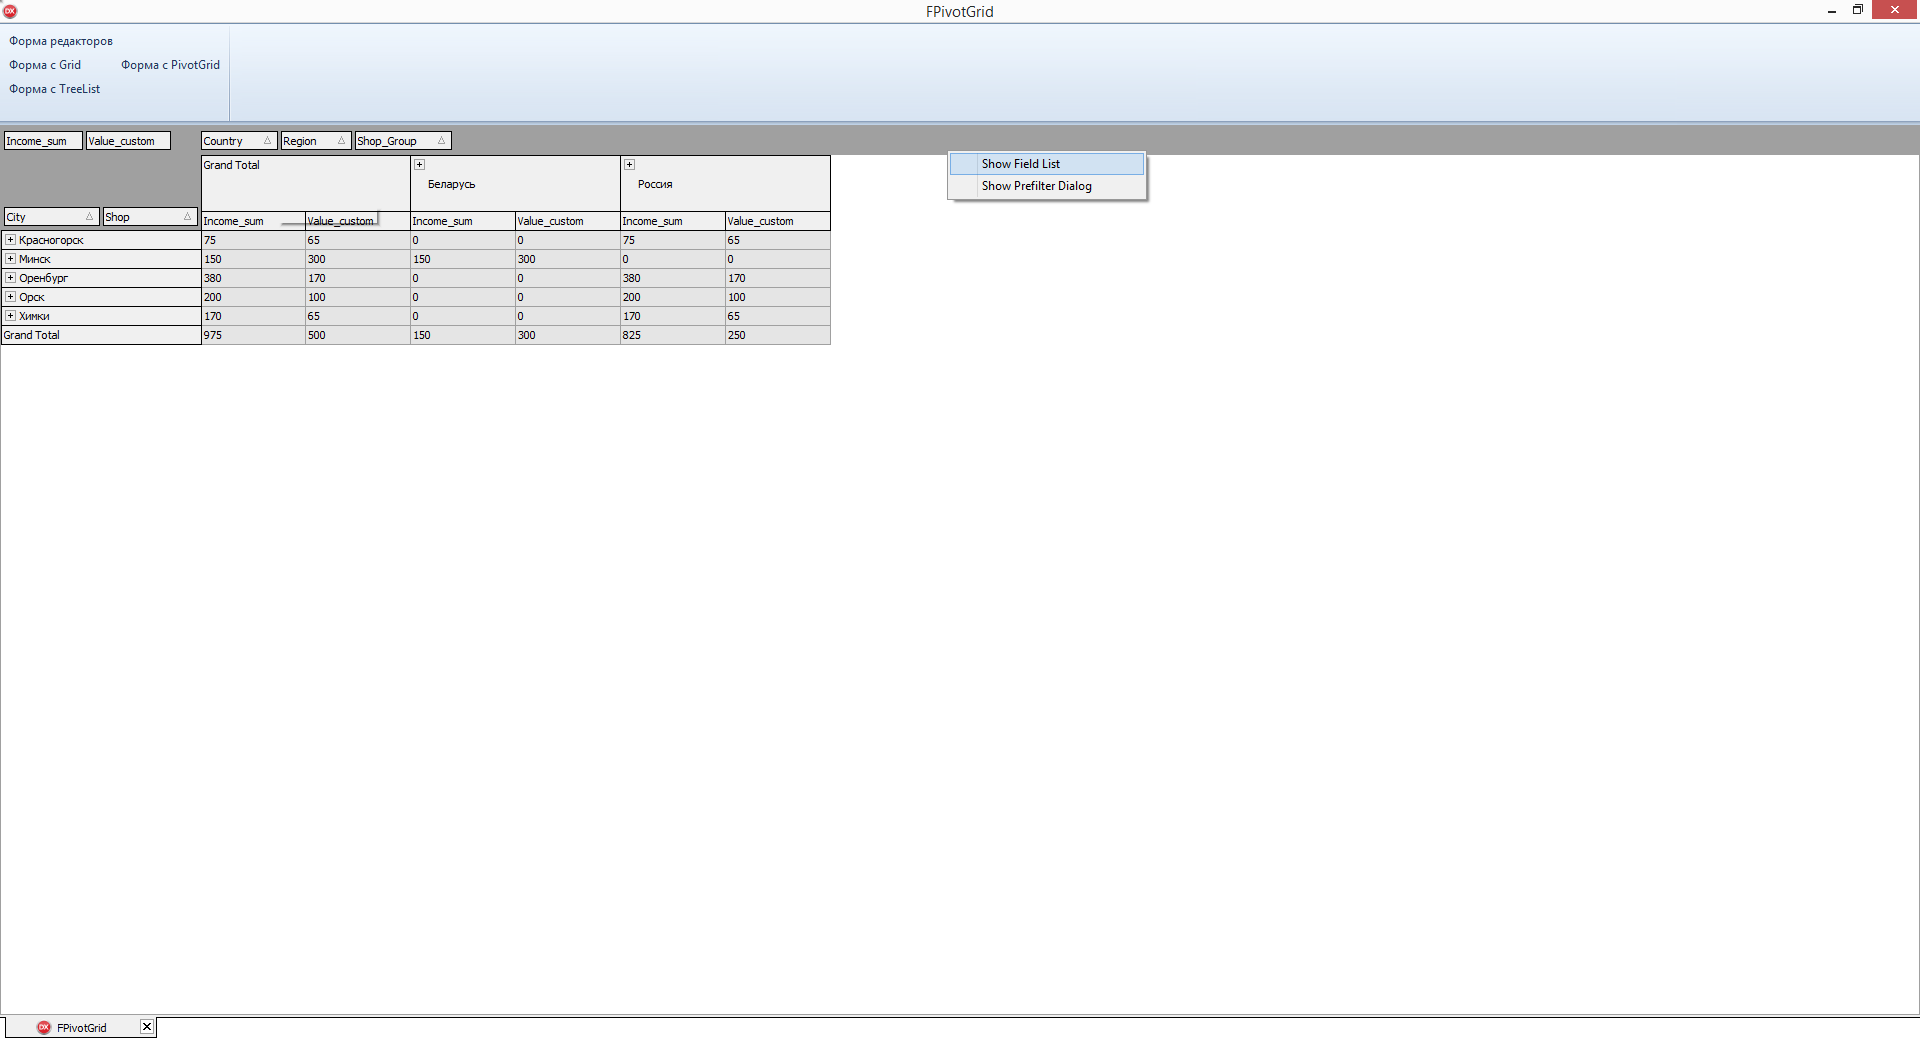 FPivotGrid
Форма редакторов
Форма с Grid Форма с PivotGrid
Форма с TreeList
Income_sum Value_custom Country Region Shop_Group
Show Field List
Show Prefilter Dialog
Grand Total
Беларусь Россия
City Shop
Income_sum Value_custom Income_sum Value_custom Income_sum Value_custom
Красногорск 75 65 0 0 75 65
Минск 150 300 150 300 0 0
Оренбург 380 170 0 0 380 170
Орск 200 100 0 0 200 100
Химки 170 65 0 0 170 65
Grand Total 975 500 150 300 825 250
DX FPivotGrid